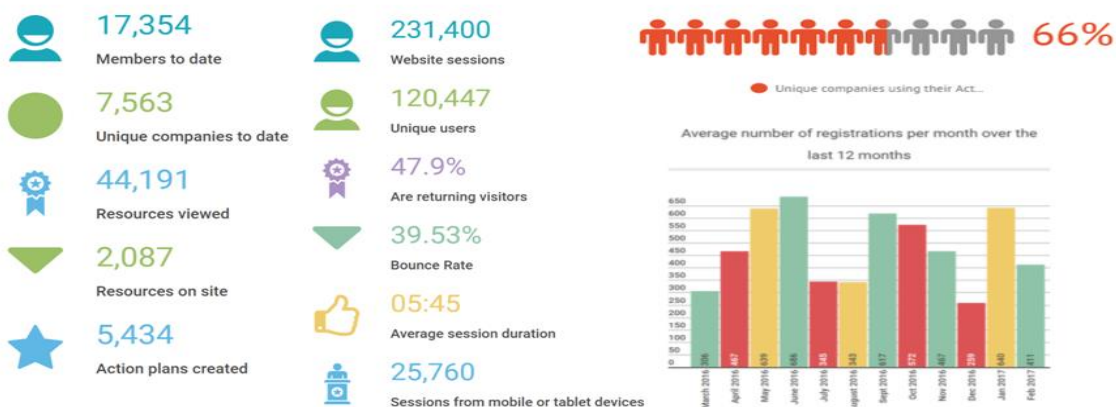 17,354
Members to date
7,563
Unique companies to date
44,191
Resources viewed
2,087
Resources on site
5,434
Action plans created
231,400
Website sessions
120,447
Unique users
47.9%
Are returning visitors
39.53%
Bounce Rate
05:45
Average session duration
25,760
Sessions from mobile or tablet devices
66%
Unique companies using their Act...
Average number of registrations per month over the
last 12 months
650
600
550
500
450
400
350
300
250
200
150
100
50
0
306
467
639
686
345
343
617
572
467
259
640
411
March 2016
April 2016
May 2016
June 2016
July 2016
August 2016
Sept 2016
Oct 2016
Nov 2016
Dec 2016
Jan 2017
Feb 2017